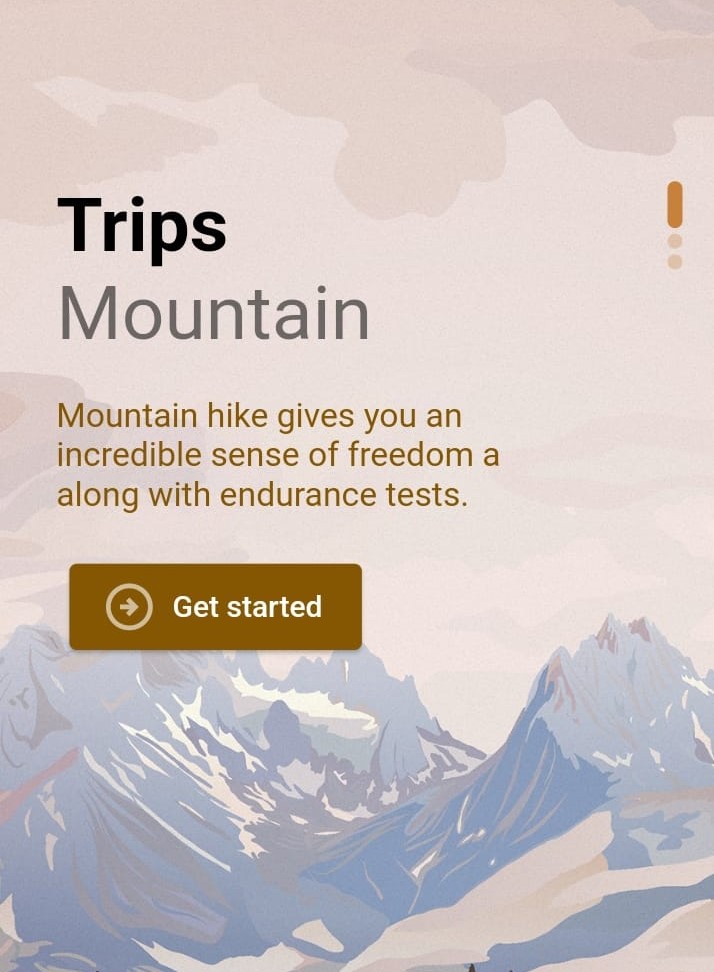 Trips
Mountain
Mountain hike gives you an
incredible sense of freedom a
along with endurance tests.
Get started